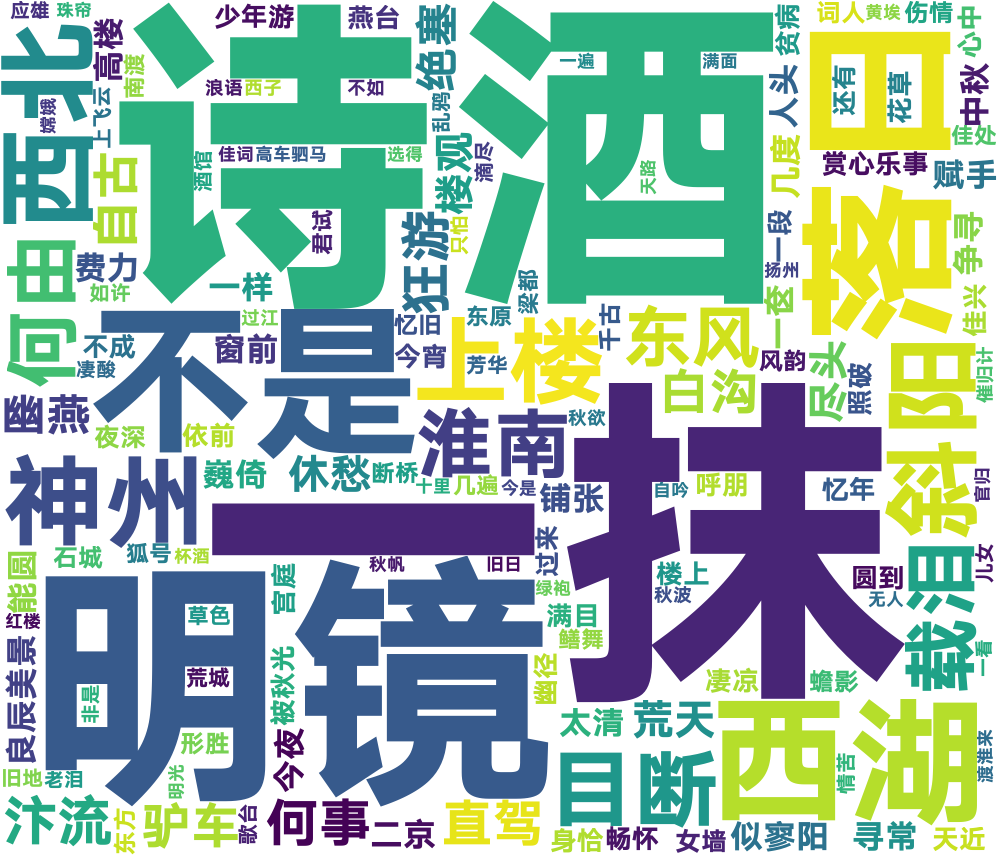 应雄
珠帘
少年游
燕台
绝塞
诗酒
一遍
满面
贫病
词人
黄埃
伤情
心中
西北
高楼
南渡
嫦娥
上飞云
浪语
西子
不如
乱鸦
人头
落日
还有
花草
中秋
佳处
自古
酒馆
佳词
高车驷马
选得
楼观
滴尽
天路
几度
赏心乐事
赋手
何由
费力
如许
君试
狂游
只怕
一段
扬州
争寻
一样
梁都
一叴
佳兴
不成
凄酸
过江
窗前
忆旧
今宵
东原
芳华
千古
东风
风韵
上楼
白沟
尽头
照破
斜阳
催归计
不是
幽燕
夜深
依前
淮南
秋欲
神州
巍倚
休愁
断桥
十里
几遍
今是
铺张
自吟
呼朋
忆年
官归
一抹
石城
狐号
杯酒
秋帆
旧日
过来
楼上
秋波
圆到
无人
儿女
能圆
红楼
明镜
草色
宫庭
绿袍
满目
鳝舞
载泪
一看
良辰美景
非是
荒城
被秋光
幽径
凄凉
蟾影
形胜
今夜
太清
荒天
西湖
渡淮来
旧地
老泪
明光
目断
情苦
汴流
东方
驴车
歌台
何事
二京
直驾
身恰
畅怀
女墙
似寥阳
寻常
天近